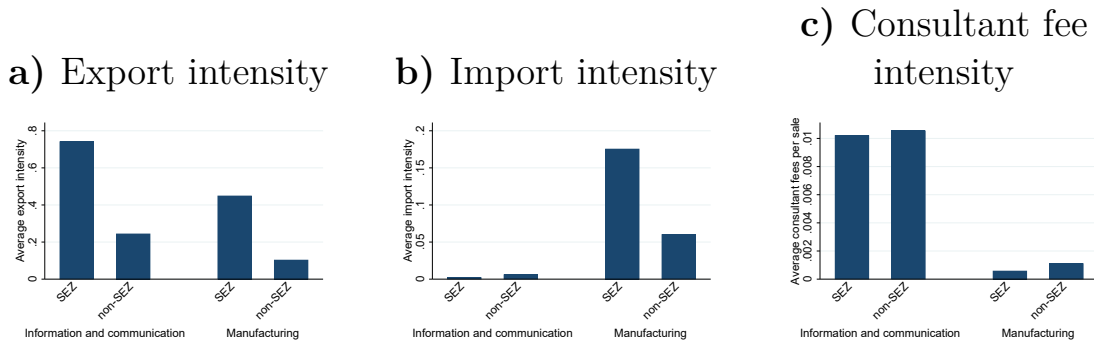 a) Export intensity
Average export intensity
.8
.6
.4
.2
0
SEZ
non-SEZ
SEZ
non-SEZ
Information and communication
Manufacturing
b) Import intensity
Average import intensity
.2
.15
.1
.05
0
SEZ
non-SEZ
SEZ
non-SEZ
Information and communication
Manufacturing
c) Consultant fee
intensity
Average consultant fees per sale
.01
.008
.006
.004
.002
0
SEZ
non-SEZ
SEZ
non-SEZ
Information and communication
Manufacturing